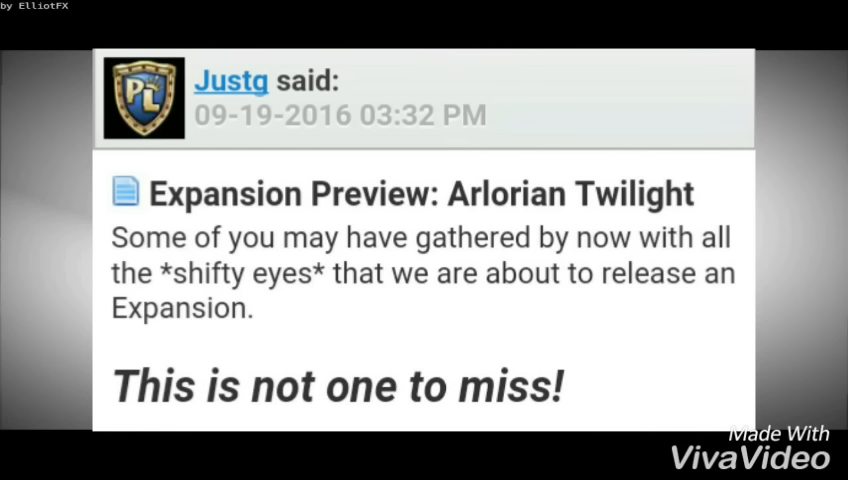 by ElliotFX
PL
Justg said:
09-19-2016 03:32 PM
Expansion Preview: Arlorian Twilight
Some of you may have gathered by now with all
the *shifty eyes* that we are about to release an
Expansion.
This is not one to miss!
Made With
VivaVideo